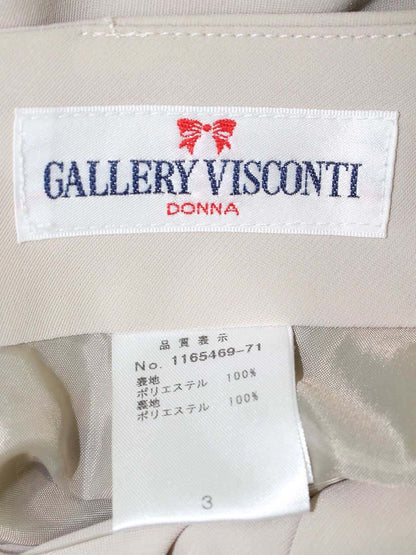 GALLERY VISCONTI
DONNA
品質表示
No. 1165469-71
表地
ポリエステル 100%
裏地
ポリエステル 100%
3